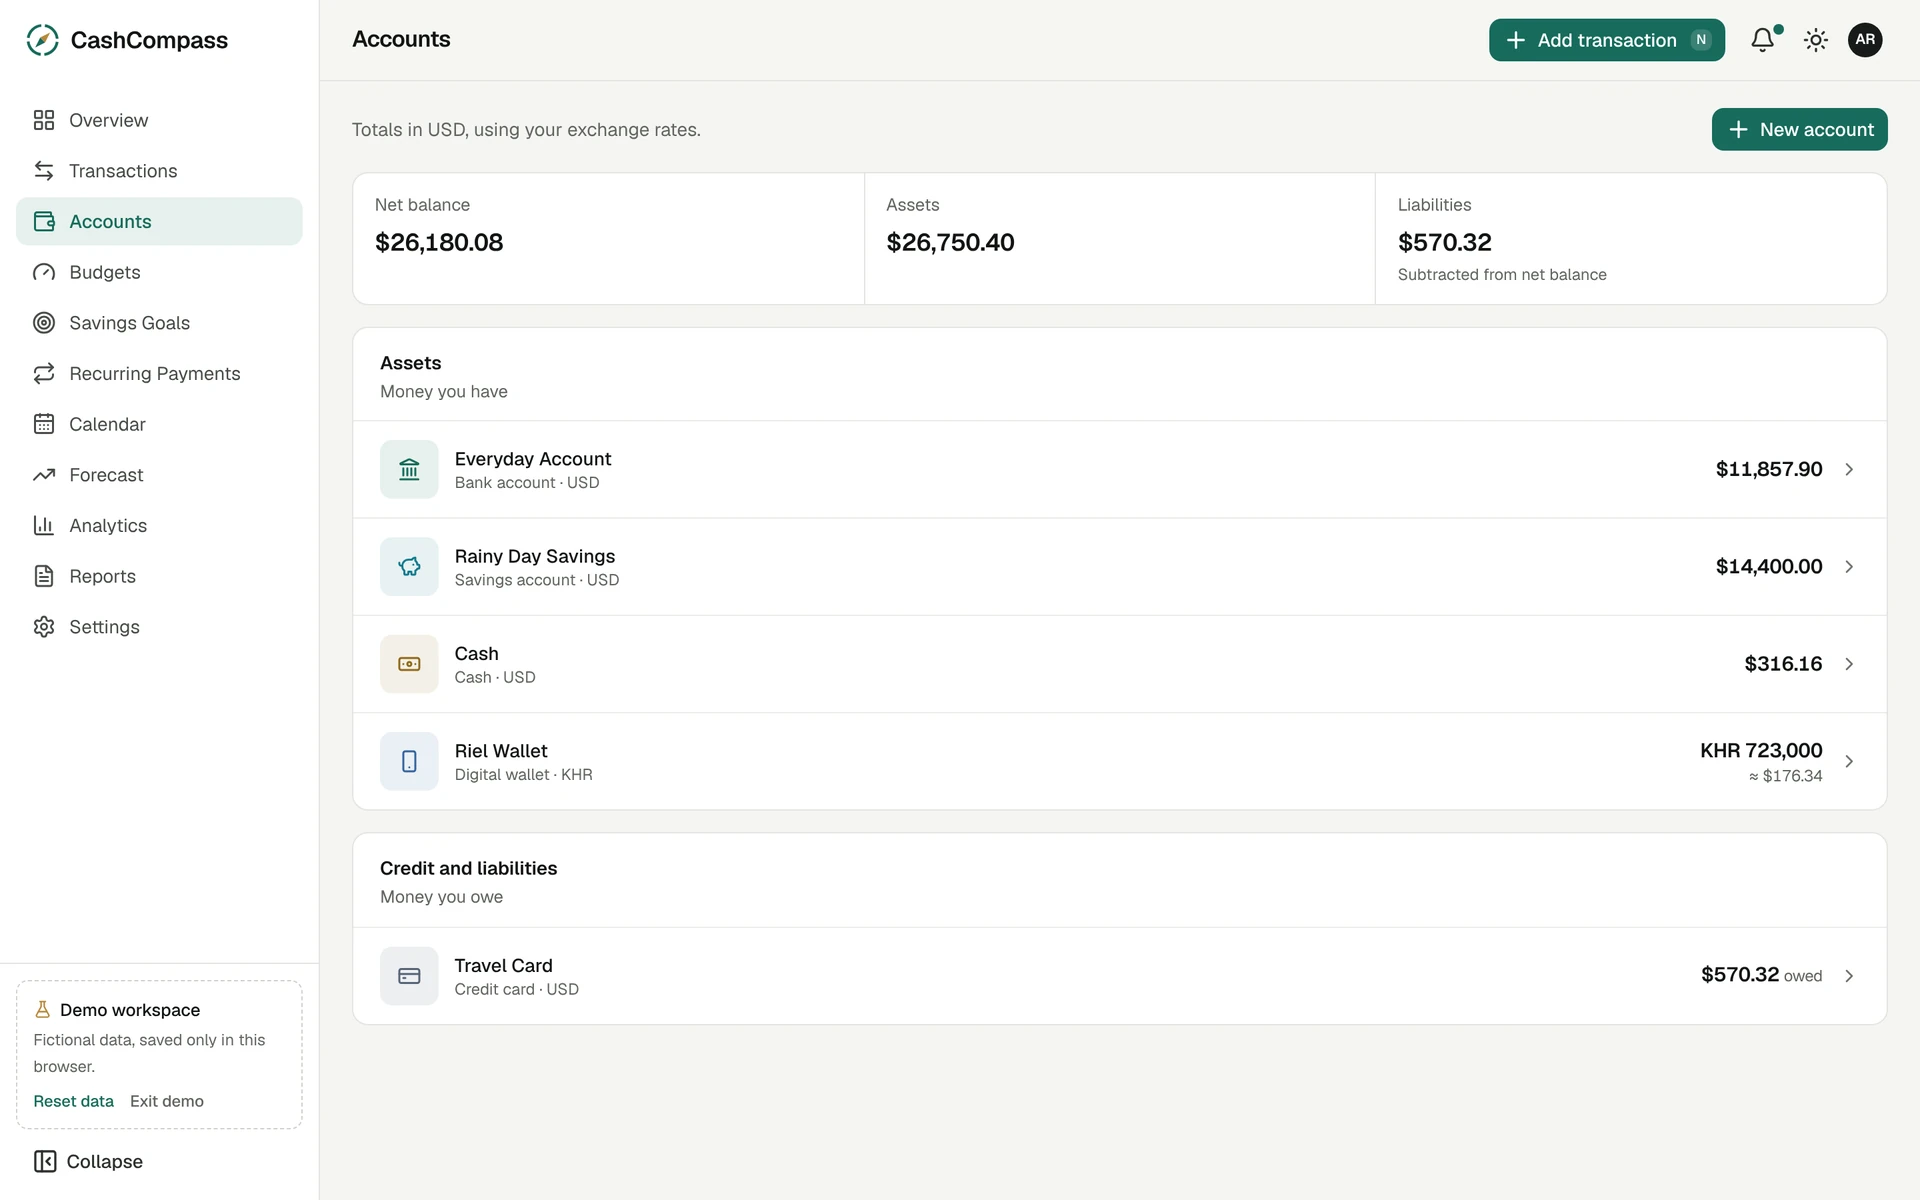 CashCompass
Overview
Transactions
Accounts
Budgets
Savings Goals
Recurring Payments
Calendar
Forecast
Analytics
Reports
Settings
Demo workspace
Fictional data, saved only in this
browser.
Reset data Exit demo
Collapse
Accounts
Add transaction N
AR
Totals in USD, using your exchange rates.
New account
Net balance
$26,180.08
Assets
$26,750.40
Liabilities
$570.32
Subtracted from net balance
Assets
Money you have
Everyday Account
Bank account · USD
$11,857.90
Rainy Day Savings
Savings account · USD
$14,400.00
Cash
Cash · USD
$316.16
Riel Wallet
Digital wallet · KHR
KHR 723,000
≈ $176.34
Credit and liabilities
Money you owe
Travel Card
Credit card · USD
$570.32 owed